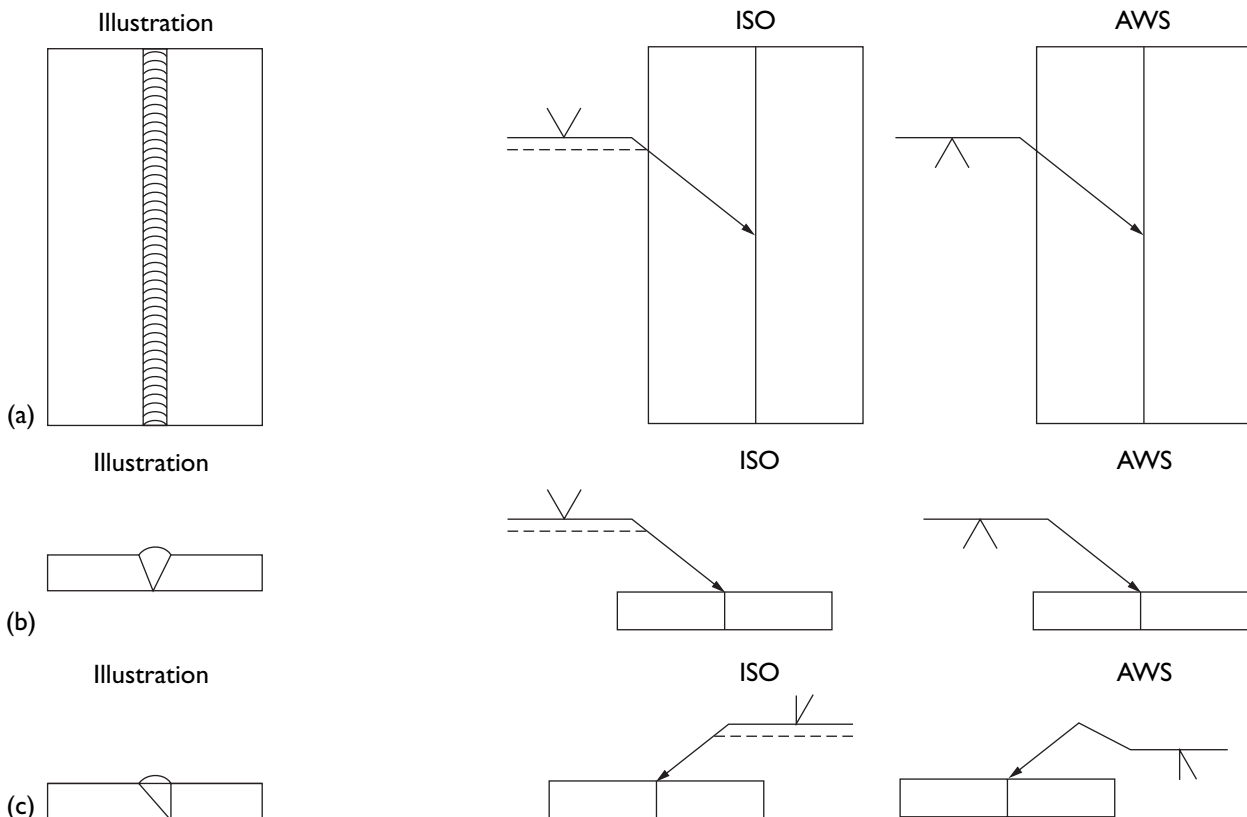 Illustration
ISO
AWS
(a)
Illustration
ISO
AWS
(b)
Illustration
ISO
AWS
(c)